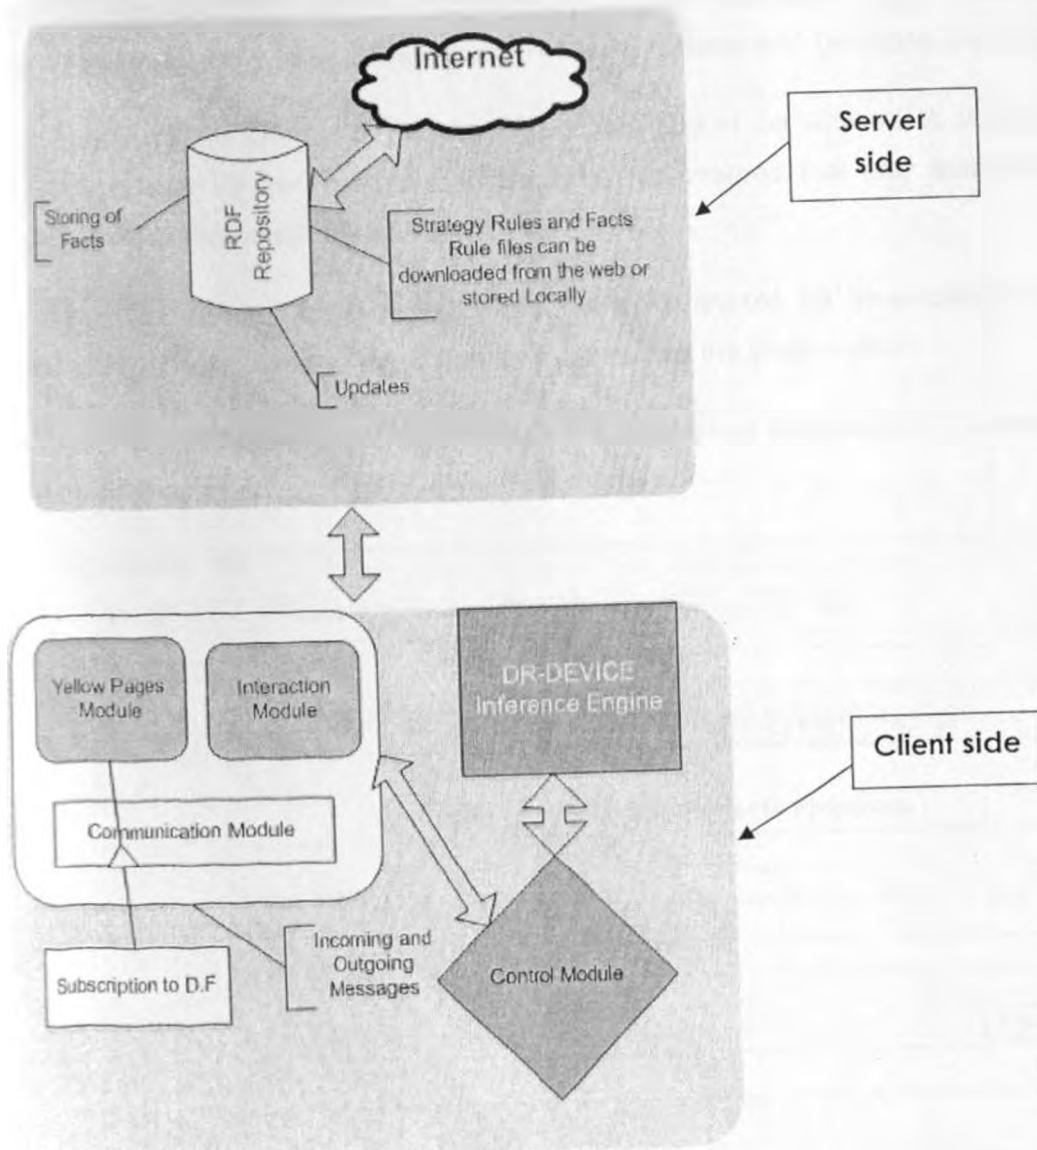 Internet
Server
side
RDF
Repository
Storing of
Facts
Strategy Rules and Facts
Rule files can be
downloaded from the web or
stored Locally
Updates
Yellow Pages
Module
Interaction
Module
DR-DEVICE
Inference Engine
Client side
Communication Module
Subscription to D.F
Incoming and
Outgoing
Messages
Control Module